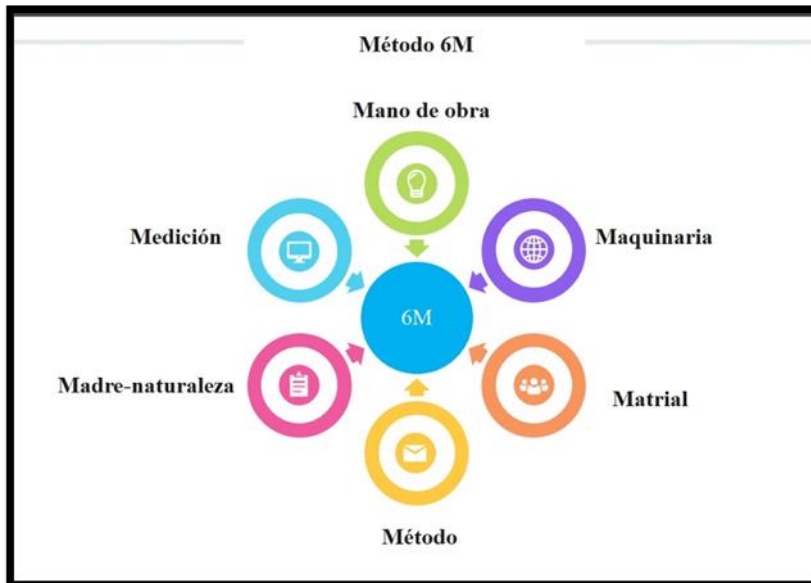 Método 6M
Mano de obra
Medición
Maquinaria
6M
Madre-naturaleza
Matrial
Método